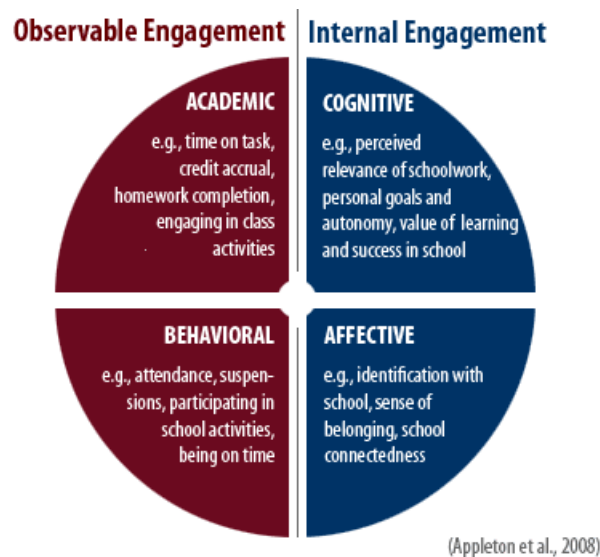 Observable Engagement
Internal Engagement
ACADEMIC
e.g., time on task,
credit accrual,
homework completion,
engaging in class
activities
COGNITIVE
e.g., perceived
relevance of schoolwork,
personal goals and
autonomy, value of learning
and success in school
BEHAVIORAL
e.g., attendance, suspen-
sions, participating in
school activities,
being on time
AFFECTIVE
e.g., identification with
school, sense of
belonging, school
connectedness
(Appleton et al., 2008)